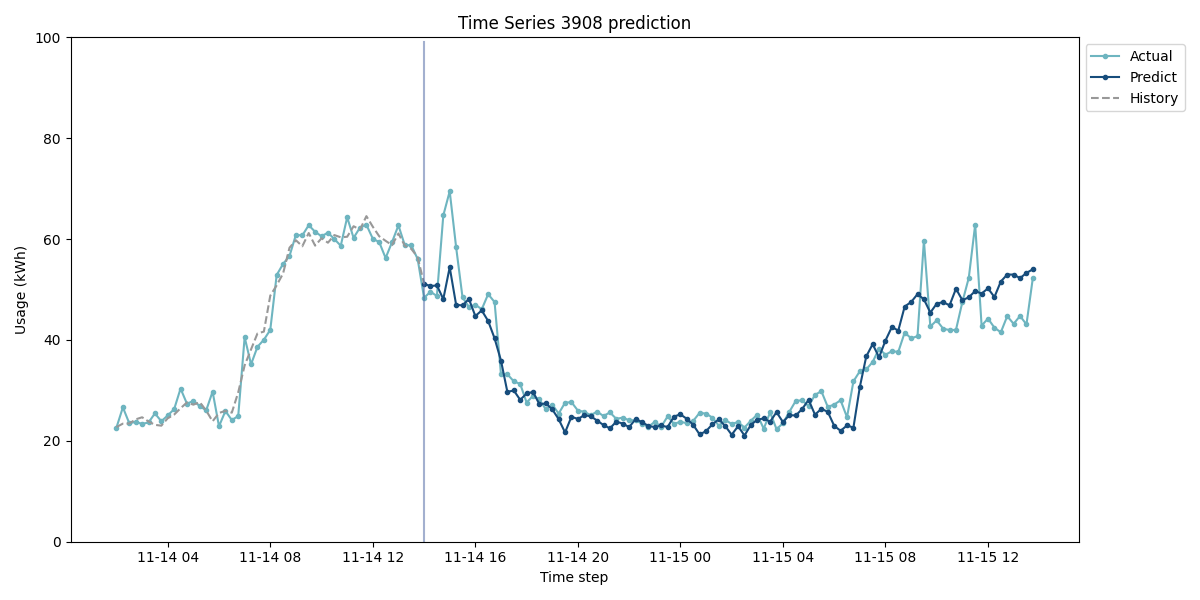 Time Series 3908 prediction
100
80
60
40
20
0
Usage (kWh)
11-14 04
11-14 08
11-14 12
11-14 16
11-14 20
11-15 00
11-15 04
11-15 08
11-15 12
Time step
Actual
Predict
History